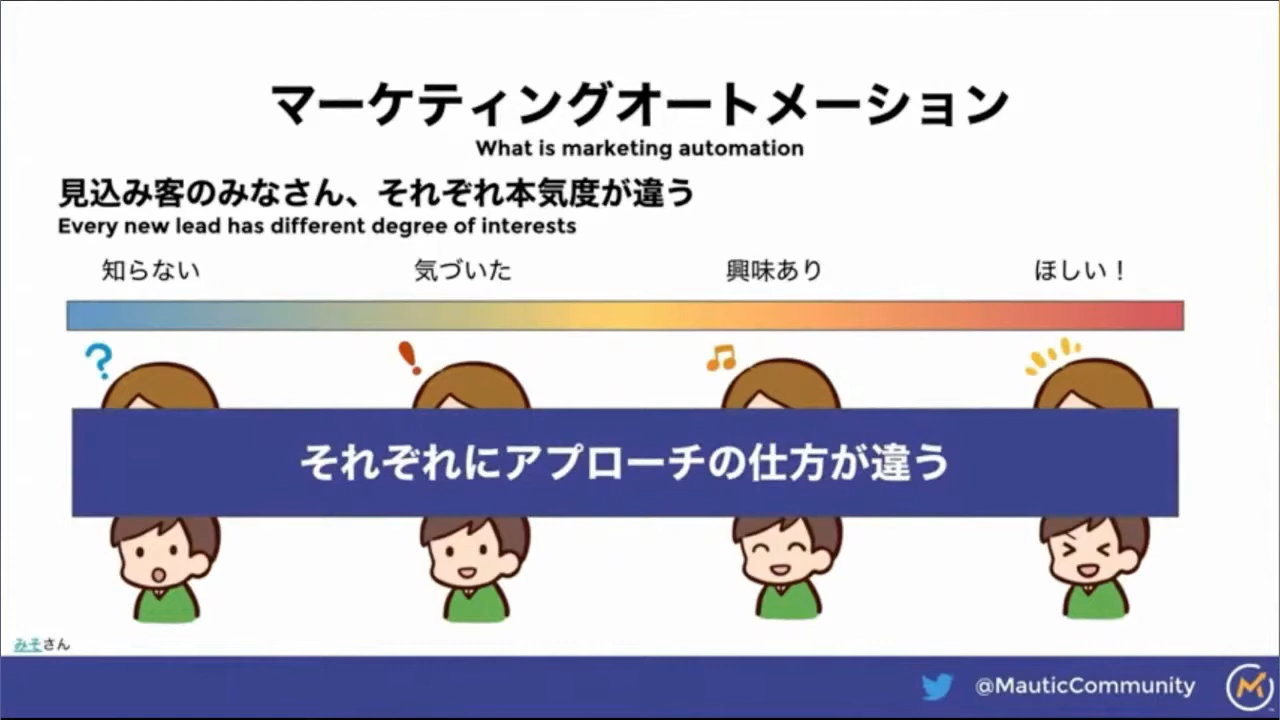 マーケティングオートメーション
What is marketing automation
見込み客のみなさん、それぞれ本気度が違う
Every new lead has different degree of interests
知らない 気づいた 興味あり ほしい！
それぞれにアプローチの仕方が違う
みそさん
@MauticCommunity